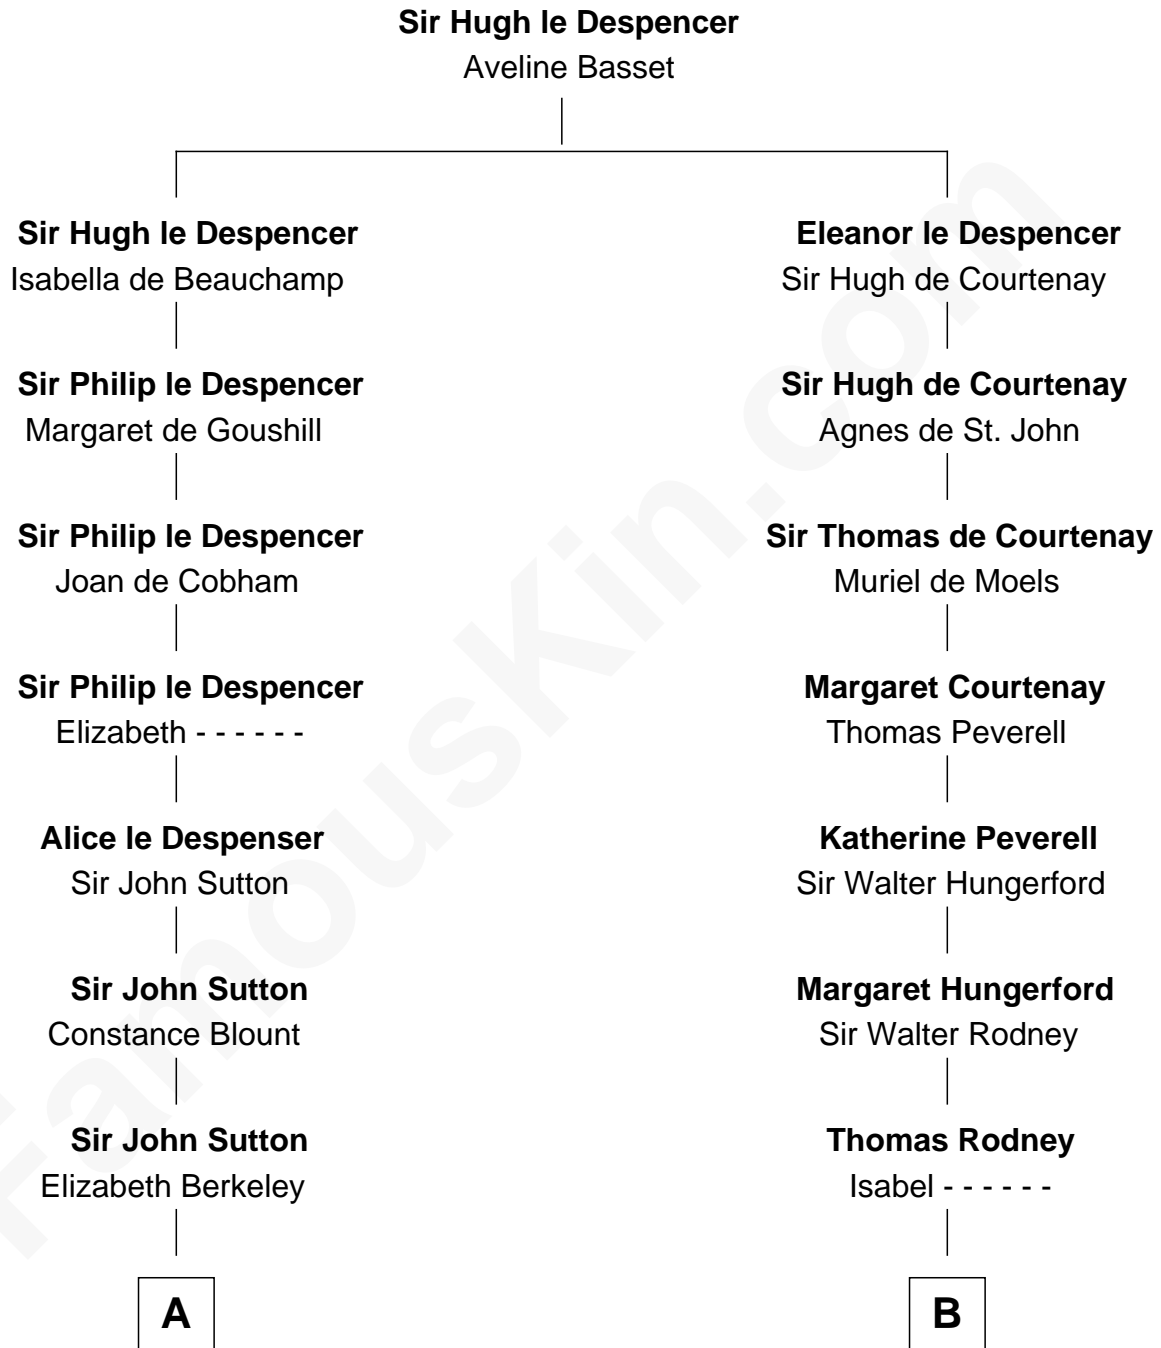 Sir Hugh le Despencer
Aveline Basset
Sir Hugh le Despencer
Isabella de Beauchamp
Eleanor le Despencer
Sir Hugh de Courtenay
Sir Philip le Despencer
Margaret de Goushill
Sir Hugh de Courtenay
Agnes de St. John
Sir Philip le Despencer
Joan de Cobham
Sir Thomas de Courtenay
Muriel de Moels
Sir Philip le Despencer
Elizabeth - - - - - -
Margaret Courtenay
Thomas Peverell
Alice le Despenser
Sir John Sutton
Katherine Peverell
Sir Walter Hungerford
Sir John Sutton
Constance Blount
Margaret Hungerford
Sir Walter Rodney
Sir John Sutton
Elizabeth Berkeley
Thomas Rodney
Isabel - - - - - -
A
B
FamousKin.com